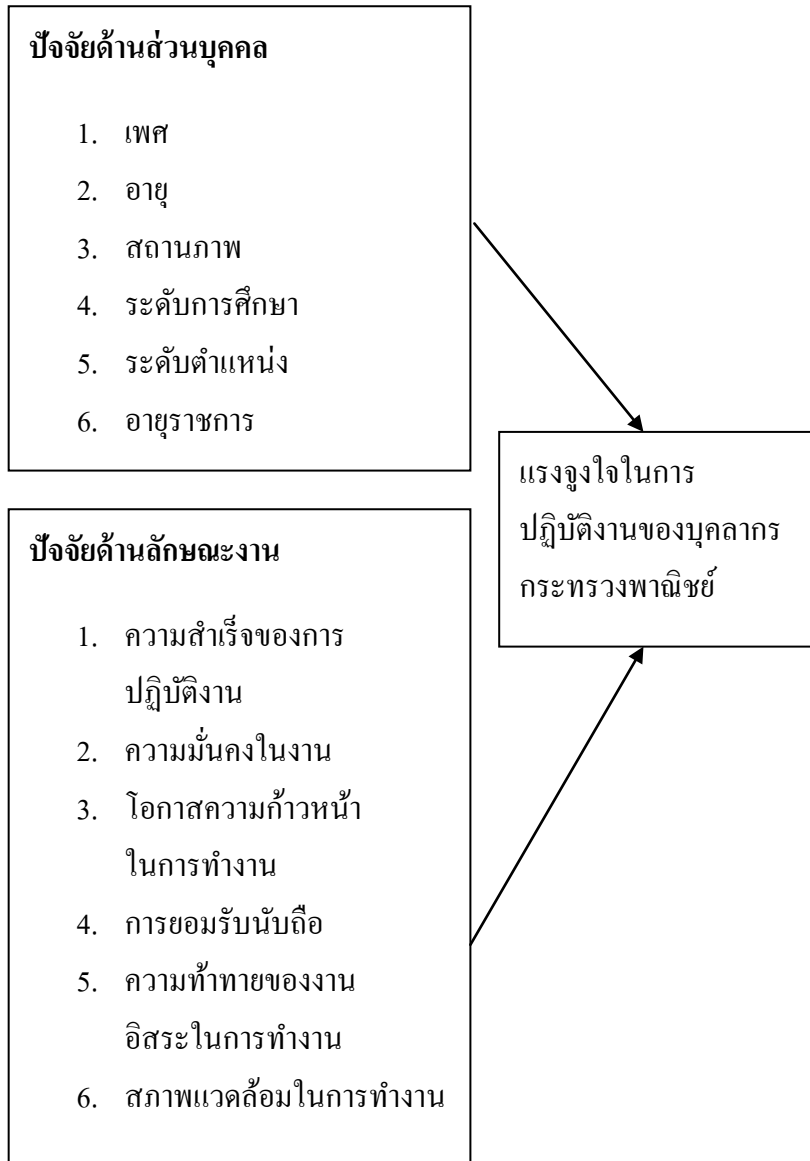 ปัจจัยด้านส่วนบุคคล
1. เพศ
2. อายุ
3. สถานภาพ
4. ระดับการศึกษา
5. ระดับตำแหน่ง
6. อายุราชการ
แรงจูงใจในการ
ปฏิบัติงานของบุคลากร
กระทรวงพาณิชย์
ปัจจัยด้านลักษณะงาน
1. ความสำเร็จของการ
ปฏิบัติงาน
2. ความมั่นคงในงาน
3. โอกาสความก้าวหน้า
ในการทำงาน
4. การยอมรับนับถือ
5. ความท้าทายของงาน
อิสระในการทำงาน
6. สภาพแวดล้อมในการทำงาน